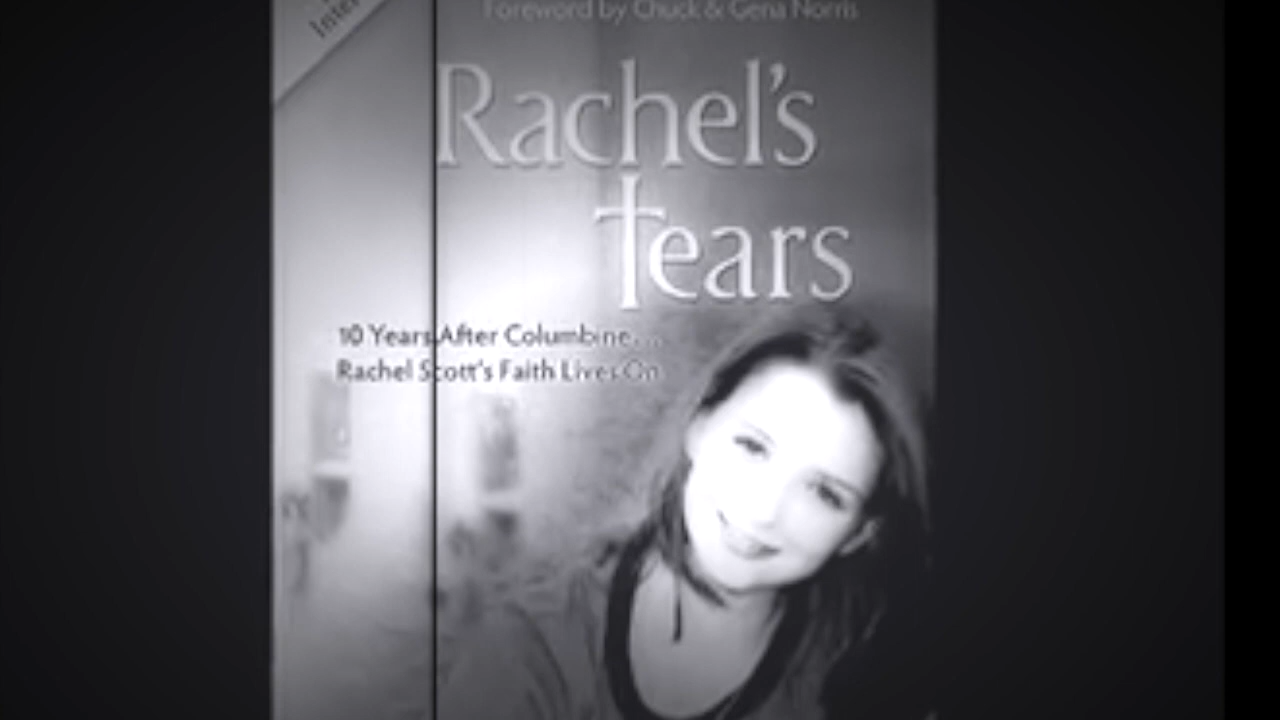 Foreword by Chuck & Gena Norris
Rachel's
Tears
10 Years After Columbine...
Rachel Scott's Faith Lives On